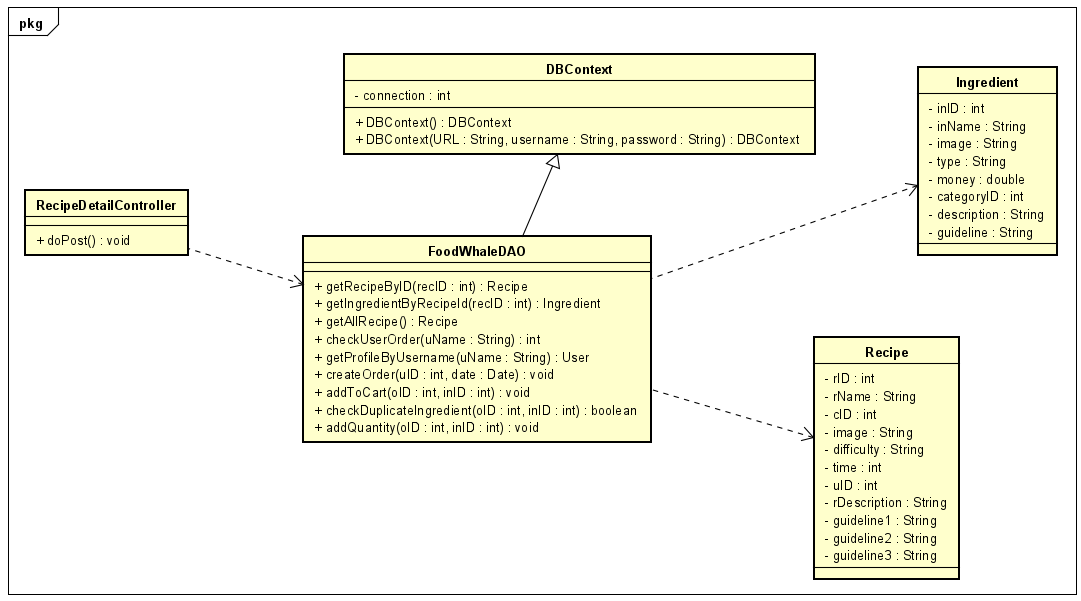 pkg
DBContext
- connection : int
+ DBContext() : DBContext
+ DBContext(URL : String, username : String, password : String) : DBContext
Ingredient
- inID : int
- inName : String
- image : String
- type : String
- money : double
- categoryID : int
- description : String
- guideline : String
RecipeDetailController
+ doPost() : void
FoodWhaleDAO
+ getRecipeByID(recID : int) : Recipe
+ getIngredientByRecipeId(recID : int) : Ingredient
+ getAllRecipe() : Recipe
+ checkUserOrder(uName : String) : int
+ getProfileByUsername(uName : String) : User
+ createOrder(uID : int, date : Date) : void
+ addToCart(oID : int, inID : int) : void
+ checkDuplicateIngredient(oID : int, inID : int) : boolean
+ addQuantity(oID : int, inID : int) : void
Recipe
- rID : int
- rName : String
- cID : int
- image : String
- difficulty : String
- time : int
- uID : int
- rDescription : String
- guideline1 : String
- guideline2 : String
- guideline3 : String